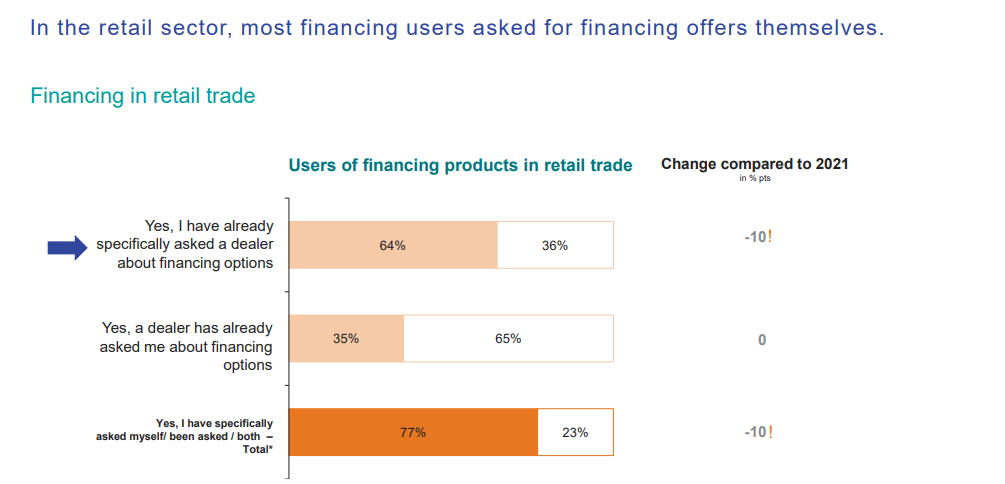 In the retail sector, most financing users asked for financing offers themselves.
Financing in retail trade
Users of financing products in retail trade
Change compared to 2021
in % pts
Yes, I have already
specifically asked a dealer
about financing options
64%
36%
-10!
Yes, a dealer has already
asked me about financing
options
35%
65%
0
Yes, I have specifically
asked myself/ been asked / both –
Total*
77%
23%
-10!